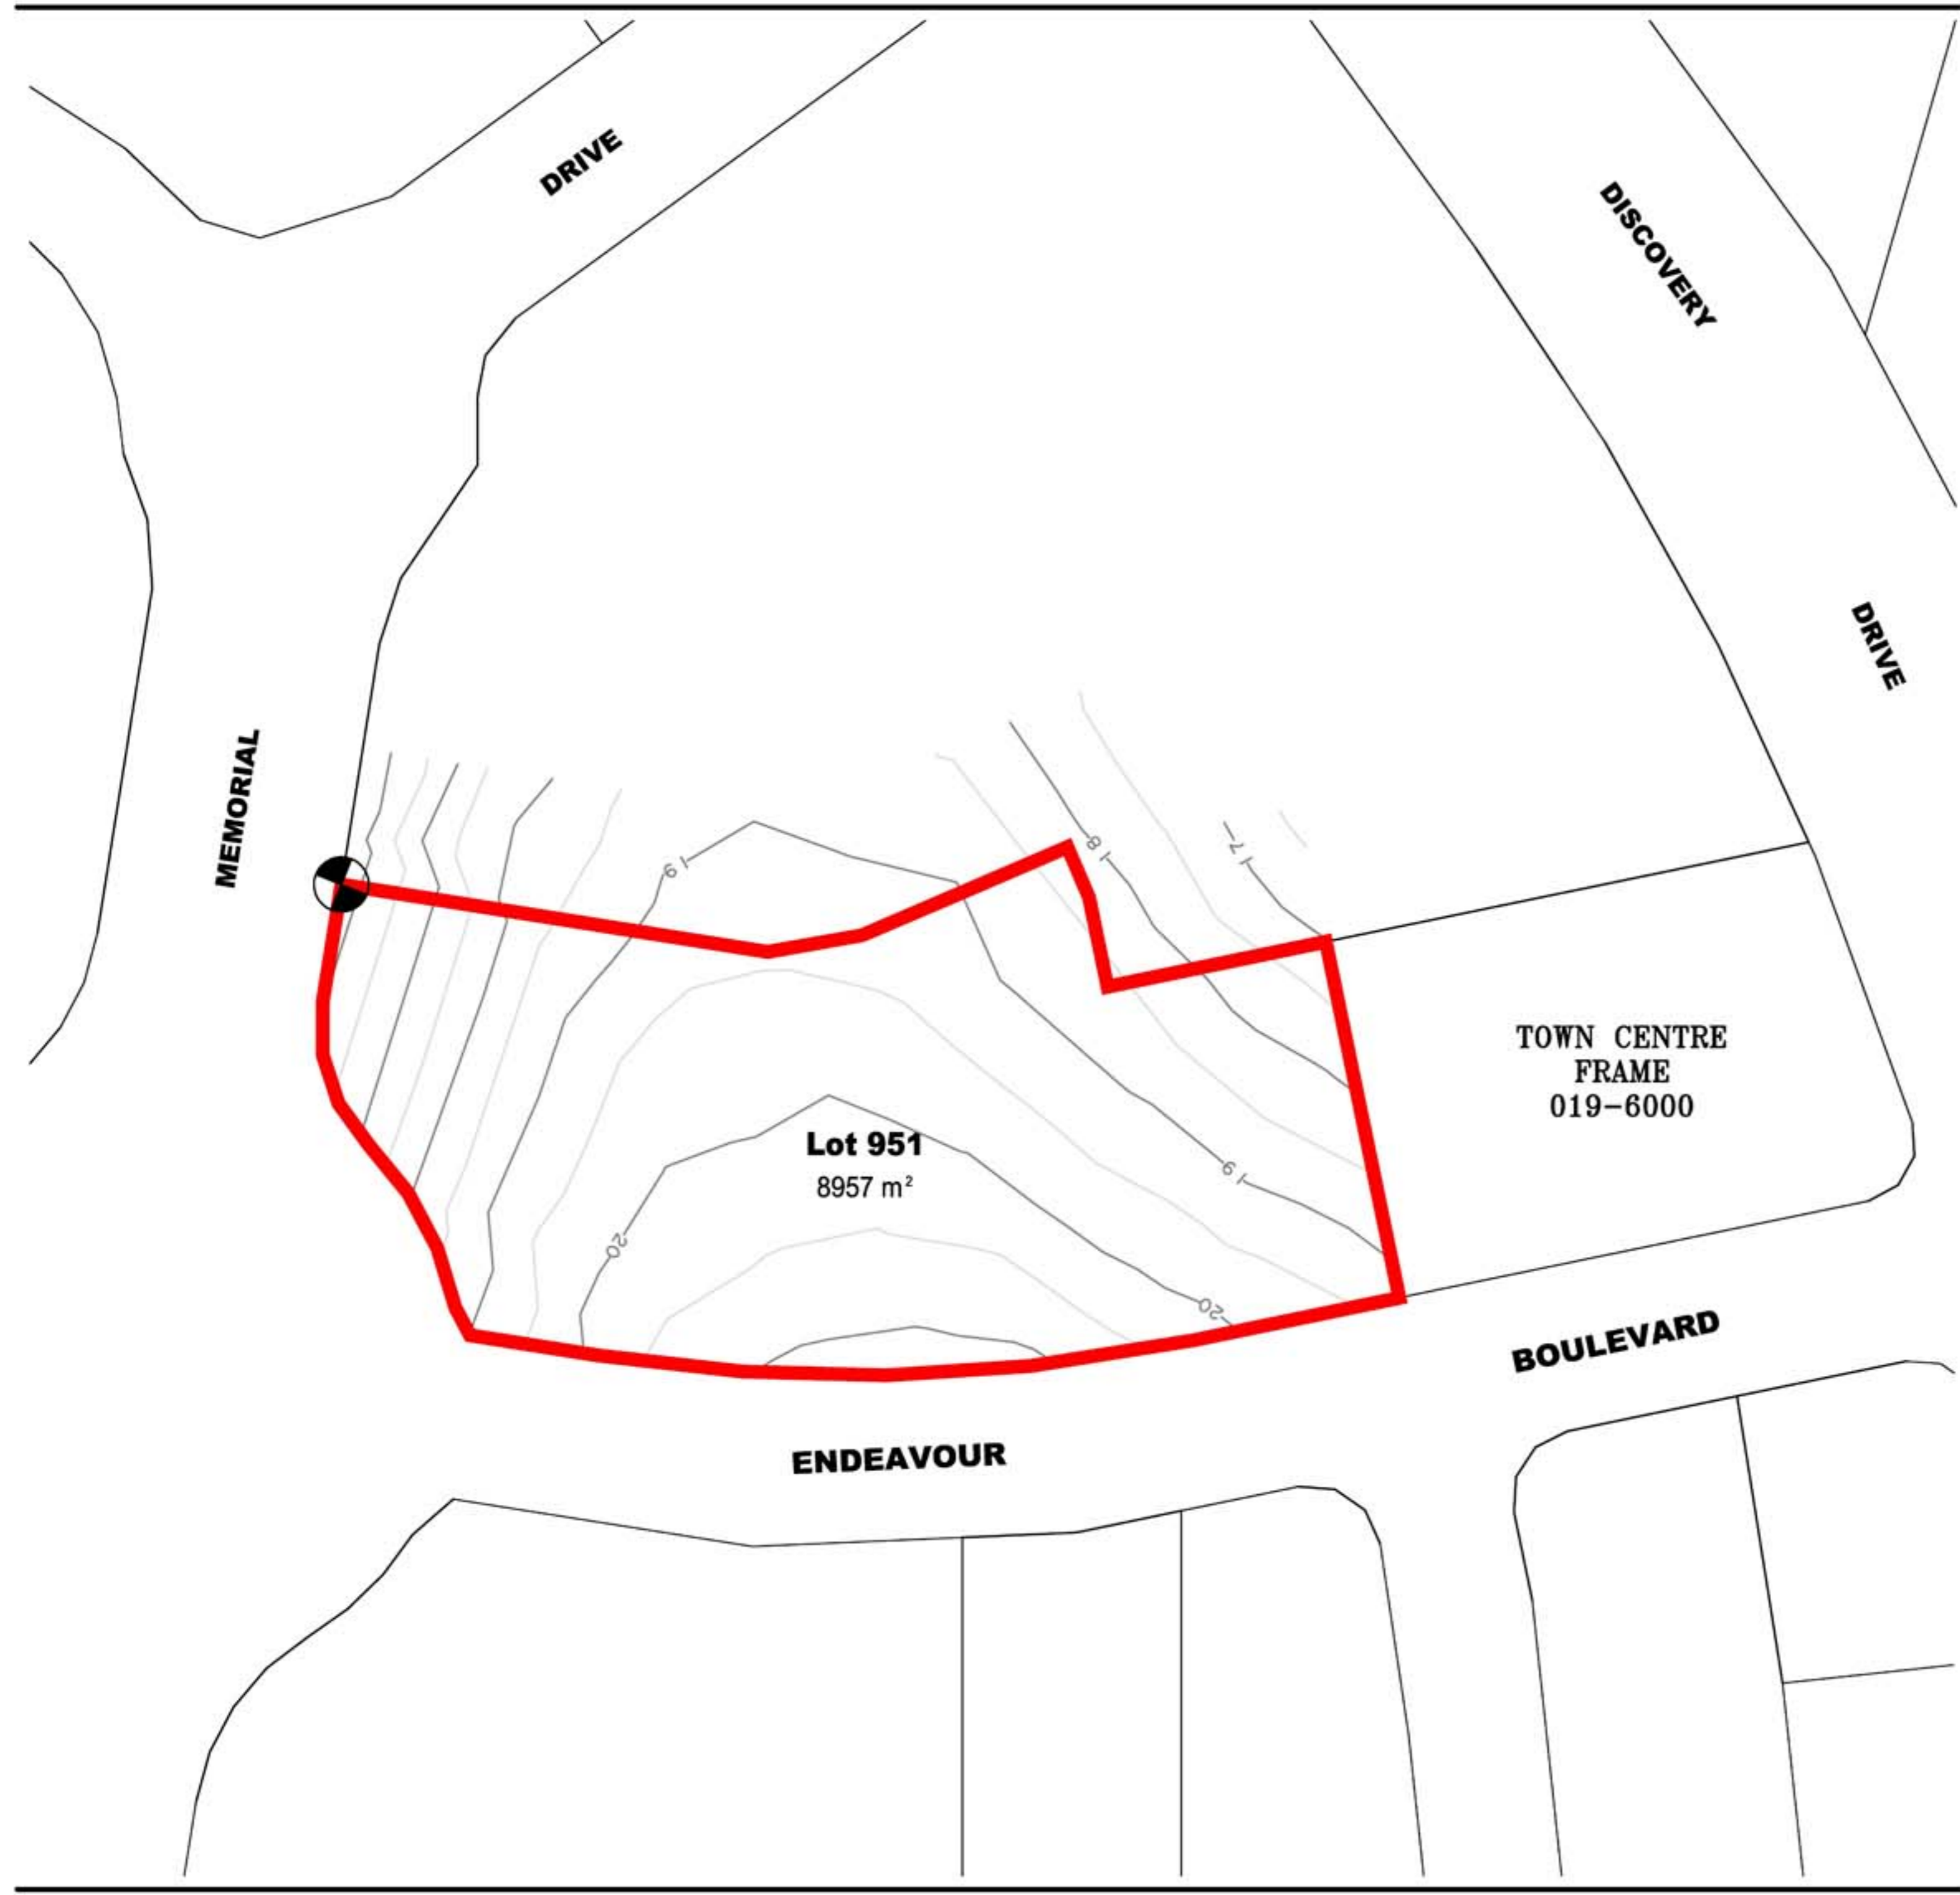 DRIVE
DISCOVERY
DRIVE
MEMORIAL
18
17
19
TOWN CENTRE
FRAME
019-6000
Lot 951
8957 m²
19
20
20
BOULEVARD
ENDEAVOUR